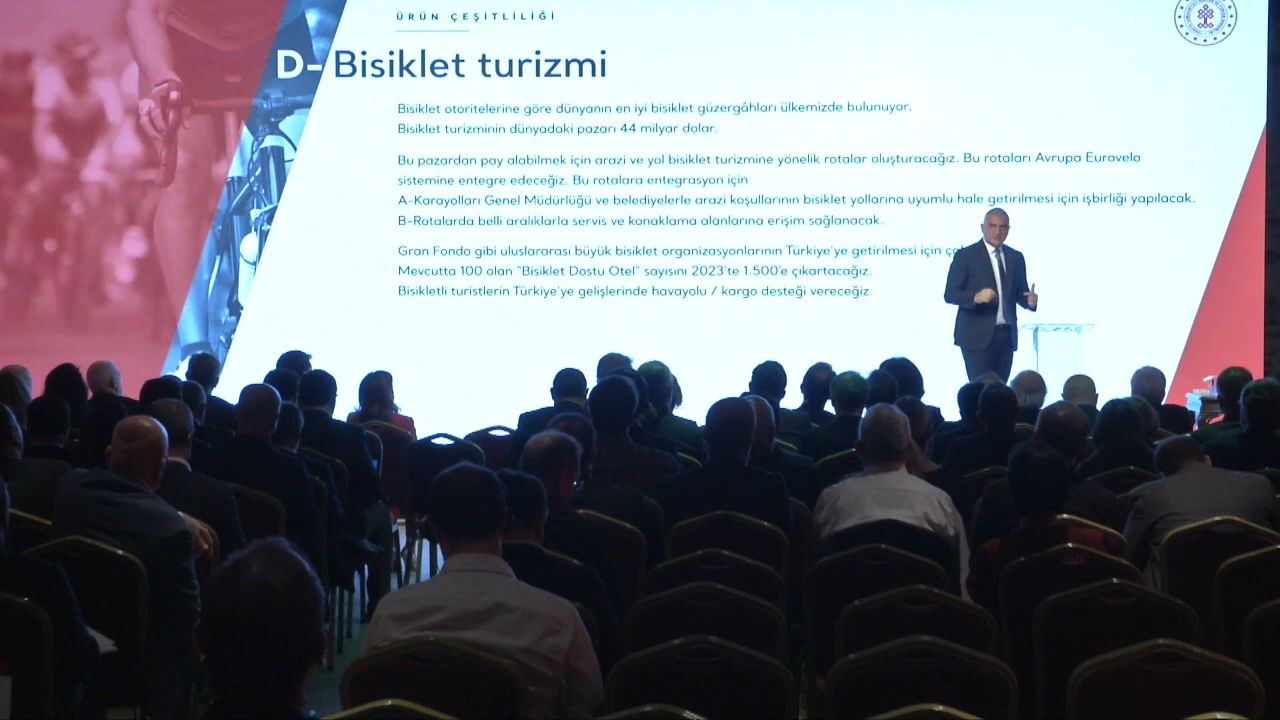 ÜRÜN ÇEŞİTLİLİĞİ
D- Bisiklet turizmi
Bisiklet otoritelerine göre dünyanın en iyi bisiklet güzergâhları ülkemizde bulunuyor.
Bisiklet turizminin dünyadaki pazarı 44 milyar dolar.
Bu pazardan pay alabilmek için arazi ve yol bisiklet turizmine yönelik rotalar oluşturacağız. Bu rotaları Avrupa Eurovelo
sistemine entegre edeceğiz. Bu rotalara entegrasyon için
A-Karayolları Genel Müdürlüğü ve belediyelerle arazi koşullarının bisiklet yollarına uyumlu hale getirilmesi için işbirliği yapılacak.
B-Rotalarda belli aralıklarla servis ve konaklama alanlarına erişim sağlanacak.
Gran Fondo gibi uluslararası büyük bisiklet organizasyonlarının Türkiye'ye getirilmesi için
Mevcutta 100 olan "Bisiklet Dostu Otel" sayısını 2023'te 1.500'e çıkartacağız.
Bisikletli turistlerin Türkiye'ye gelişlerinde havayolu / kargo desteği vereceğiz.